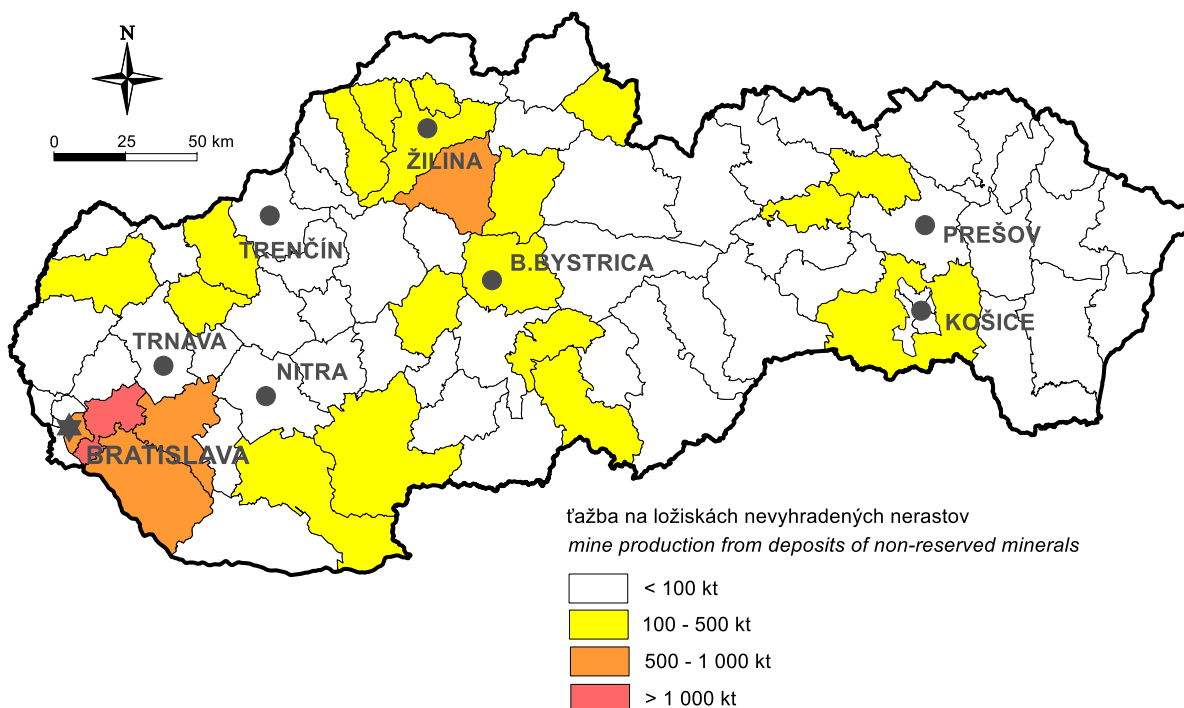 N
0 25 50 km
ŽILINA
TRENČÍN
PREŠOV
B.BYSTRICA
KOŠICE
TRNAVA
NITRA
BRATISLAVA
ťažba na ložiskách nevyhradených nerastov
mine production from deposits of non-reserved minerals
< 100 kt
100 - 500 kt
500 - 1 000 kt
> 1 000 kt